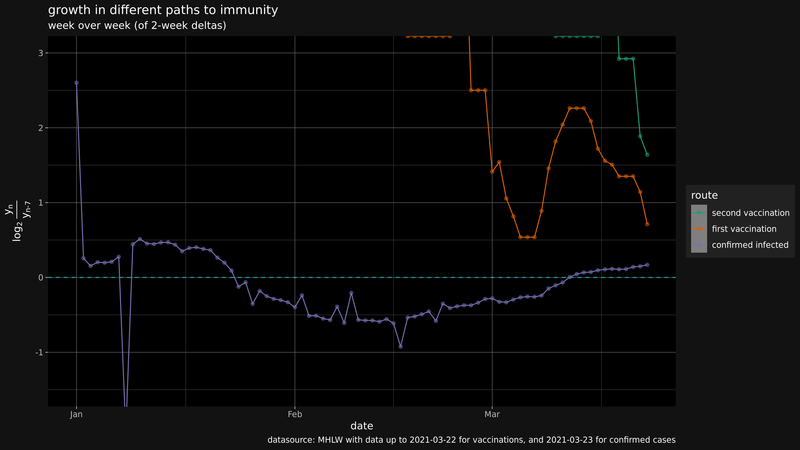 growth in different paths to immunity
week over week (of 2-week deltas)
3
2
1
0
-1
log₂ yₙ/yₙ₋₇
Jan
Feb
Mar
date
route
second vaccination
first vaccination
confirmed infected
datasource: MHLW with data up to 2021-03-22 for vaccinations, and 2021-03-23 for confirmed cases